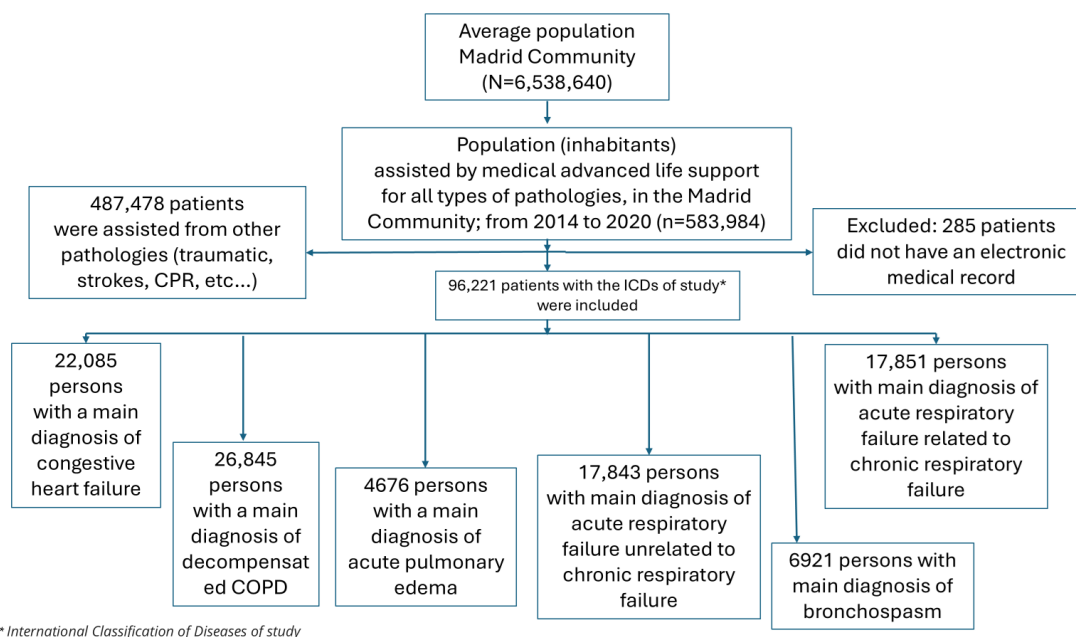 Average population
Madrid Community
(N=6,538,640)
Population (inhabitants)
assisted by medical advanced life support
for all types of pathologies, in the Madrid
Community; from 2014 to 2020 (n=583,984)
487,478 patients
were assisted from other
pathologies (traumatic,
strokes, CPR, etc...)
Excluded: 285 patients
did not have an electronic
medical record
96,221 patients with the ICDs of study*
were included
22,085
persons
with a main
diagnosis of
congestive
heart failure
26,845
persons
with a main
diagnosis of
decompensat
ed COPD
4676 persons
with a main
diagnosis of
acute pulmonary
edema
17,843 persons
with main diagnosis of
acute respiratory
failure unrelated to
chronic respiratory
failure
6921 persons with
main diagnosis of
bronchospasm
17,851 persons
with main diagnosis of
acute respiratory
failure related to
chronic respiratory
failure
* International Classification of Diseases of study